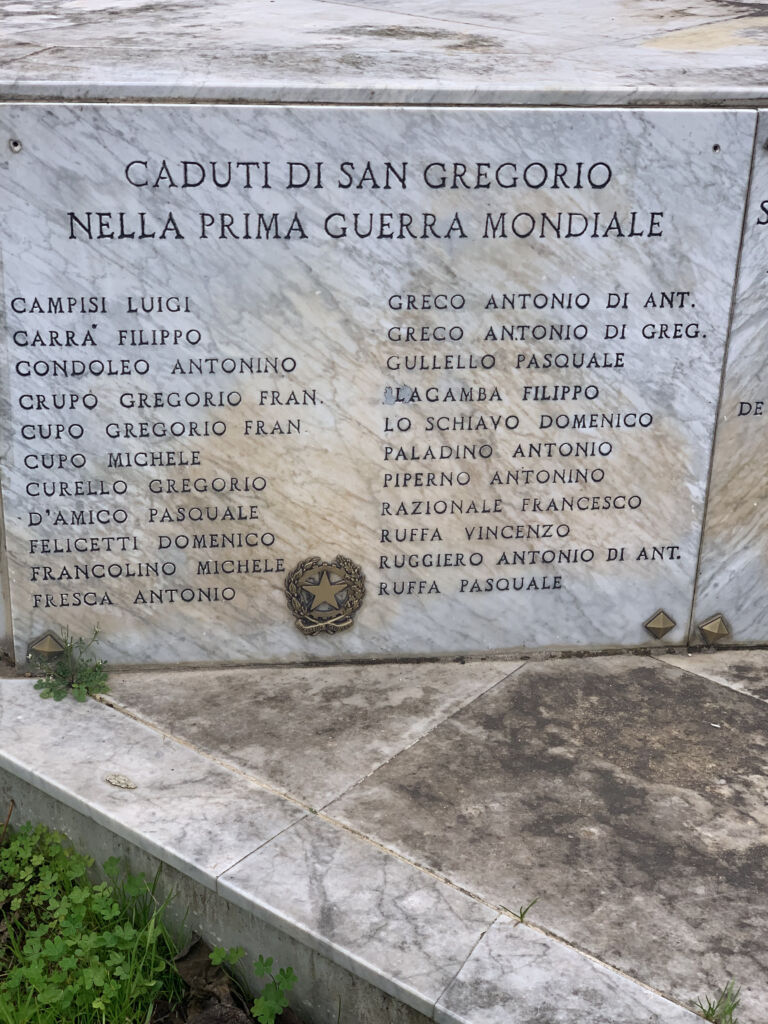 CADUTI DI SAN GREGORIO
NELLA PRIMA GUERRA MONDIALE
CAMPISI LUIGI
CARRA' FILIPPO
CONDOLEO ANTONINO
CRUPO GREGORIO FRAN.
CUPO GREGORIO FRAN
CUPO MICHELE
CURELLO GREGORIO
D'AMICO PASQUALE
FELICETTI DOMENICO
FRANCOLINO MICHELE
FRESCA ANTONIO
GRECO ANTONIO DI ANT.
GRECO ANTONIO DI GREG.
GULLELLO PASQUALE
LAGAMBA FILIPPO
LO SCHIAVO DOMENICO
PALADINO ANTONIO
PIPERNO ANTONINO
RAZIONALE FRANCESCO
RUFFA VINCENZO
RUGGIERO ANTONIO DI ANT.
RUFFA PASQUALE
S
DE